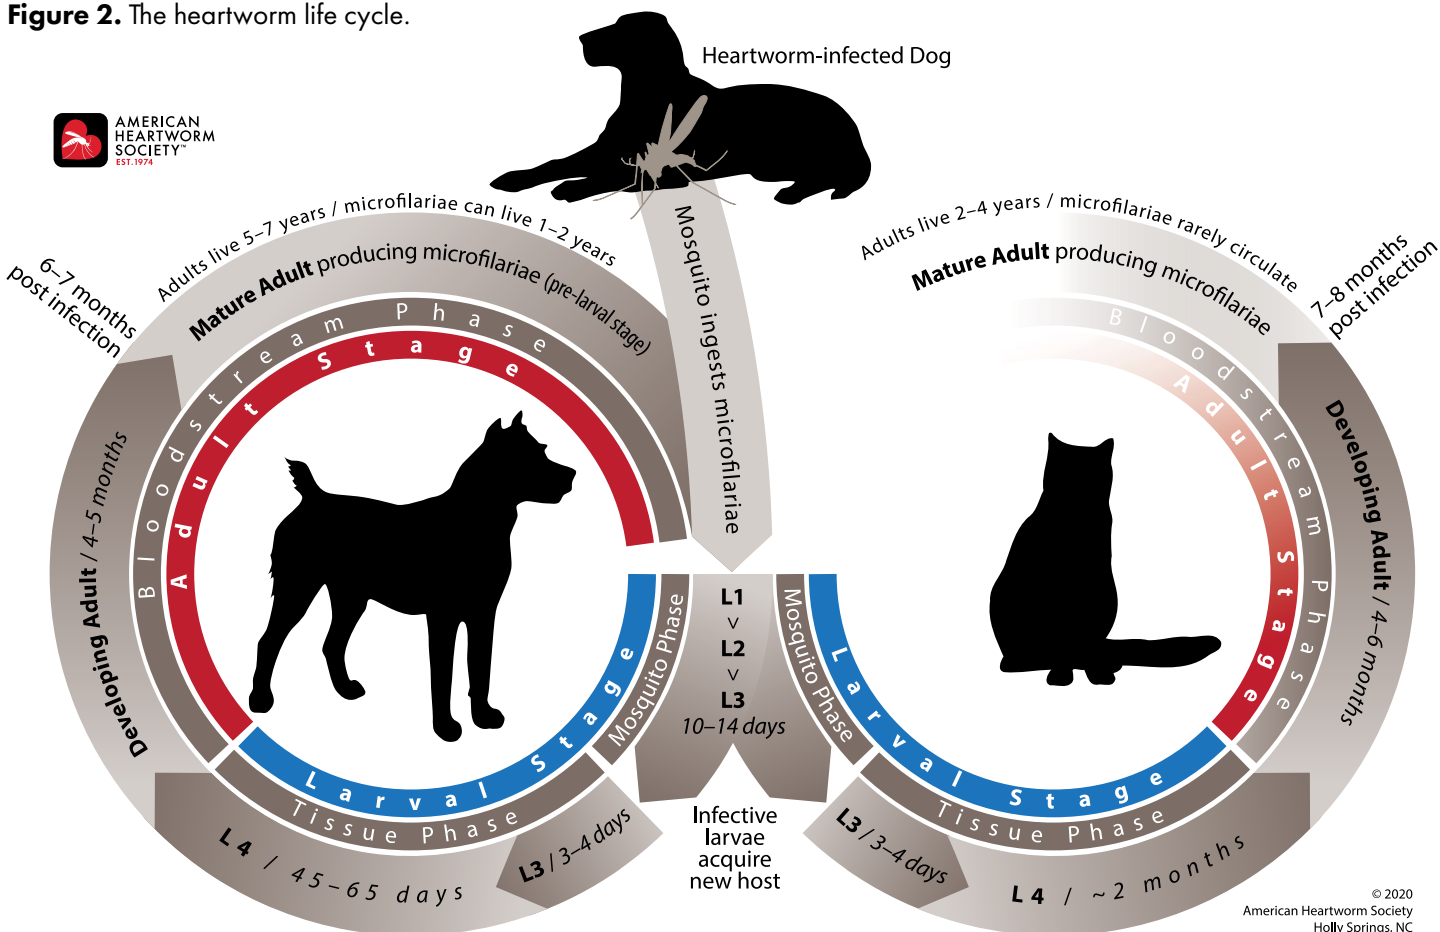 Figure 2. The heartworm life cycle.
Heartworm-infected Dog
AMERICAN
HEARTWORM
SOCIETY™
EST.1974
Adults live 5–7 years / microfilariae can live 1–2 years
Mature Adult producing microfilariae (pre-larval stage)
6–7 months
post infection
Bloodstream Phase
Adult Stage
Developing Adult / 4–5 months
Mosquito ingests microfilariae
Adults live 2–4 years / microfilariae rarely circulate
Mature Adult producing microfilariae
7–8 months
post infection
Bloodstream Phase
Adult Stage
Developing Adult / 4–6 months
L1
>
L2
>
L3
10–14 days
Mosquito Phase
Mosquito Phase
Larval Stage
Tissue Phase
L3 / 3–4 days
L 4 / 45–65 days
Infective
larvae
acquire
new host
Larval Stage
Tissue Phase
L3 / 3–4 days
L 4 / ~2 months
© 2020
American Heartworm Society
Holly Springs, NC